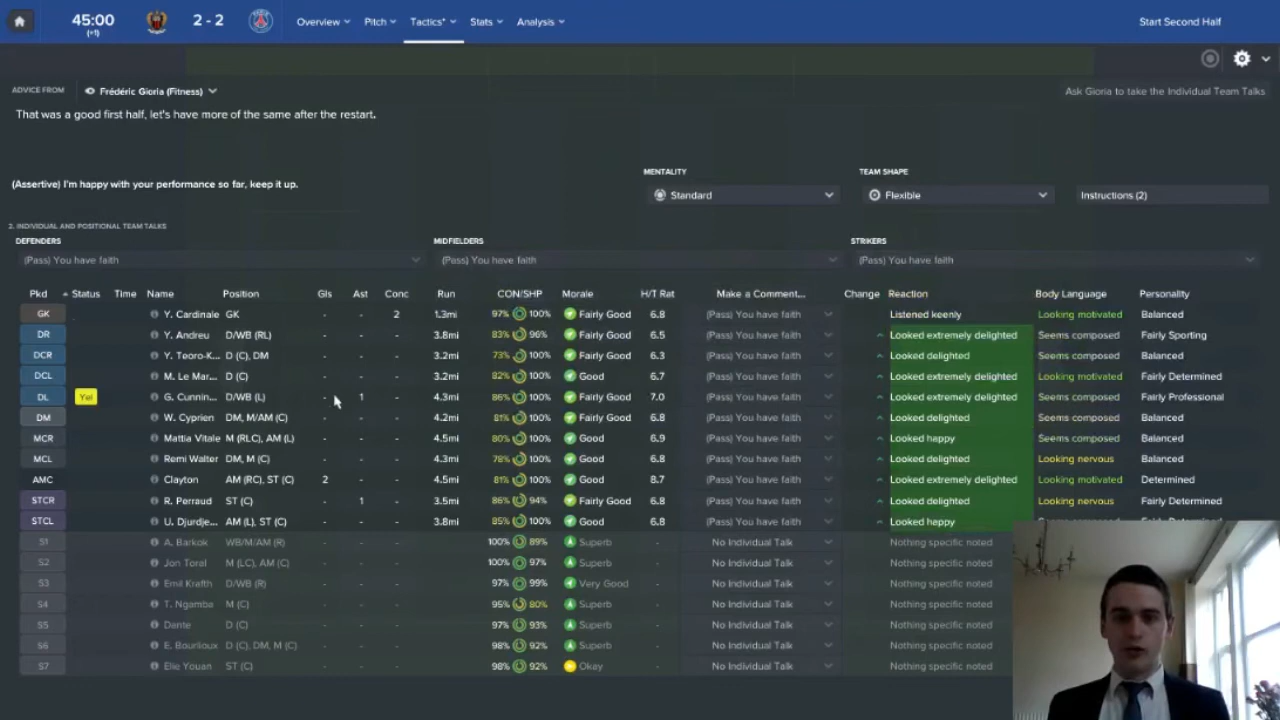 45:00 2 - 2 Overview Pitch Tactics* Stats Analysis Start Second Half
(+1)
ADVICE FROM Frédéric Gioria (Fitness) Ask Gioria to take the Individual Team Talks
That was a good first half, let's have more of the same after the restart.
MENTALITY TEAM SHAPE
(Assertive) I'm happy with your performance so far, keep it up.
Standard Flexible Instructions (2)
2. INDIVIDUAL AND POSITIONAL TEAM TALKS
DEFENDERS MIDFIELDERS STRIKERS
(Pass) You have faith (Pass) You have faith (Pass) You have faith
Pkd Status Time Name Position Gls Ast Conc Run CON/SHP Morale H/T Rat Make a Comment... Change Reaction Body Language Personality
GK Y. Cardinale GK - - 2 1.3mi 97% 100% Fairly Good 6.8 (Pass) You have faith Listened keenly Looking motivated Balanced
DR Y. Andreu D/WB (RL) - - - 3.8mi 83% 96% Fairly Good 6.5 (Pass) You have faith Looked extremely delighted Seems composed Fairly Sporting
DCR Y. Teoro-K... D (C), DM - - - 3.2mi 73% 100% Fairly Good 6.3 (Pass) You have faith Looked delighted Seems composed Balanced
DCL M. Le Mar... D (C) - - - 3.2mi 82% 100% Good 6.7 (Pass) You have faith Looked extremely delighted Looking motivated Fairly Determined
DL Yel G. Cunnin... D/WB (L) - 1 - 4.3mi 86% 100% Fairly Good 7.0 (Pass) You have faith Looked extremely delighted Seems composed Fairly Professional
DM W. Cyprien DM, M/AM (C) - - - 4.2mi 81% 100% Fairly Good 6.8 (Pass) You have faith Looked delighted Seems composed Balanced
MCR Mattia Vitale M (RLC), AM (L) - - - 4.5mi 80% 100% Good 6.9 (Pass) You have faith Looked happy Seems composed Balanced
MCL Remi Walter DM, M (C) - - - 4.3mi 78% 100% Good 6.8 (Pass) You have faith Looked delighted Looking nervous Balanced
AMC Clayton AM (RC), ST (C) 2 - - 4.5mi 81% 100% Good 8.7 (Pass) You have faith Looked extremely delighted Looking motivated Determined
STCR R. Perraud ST (C) - 1 - 3.5mi 86% 94% Fairly Good 6.8 (Pass) You have faith Looked delighted Looking nervous Fairly Determined
STCL U. Djurdje... AM (L), ST (C) - - - 3.8mi 85% 100% Good 6.8 (Pass) You have faith Looked happy
S1 A. Barkok WB/M/AM (R) - - - 100% 89% Superb - No Individual Talk Nothing specific noted
S2 Jon Toral M (LC), AM (C) - - - 100% 97% Superb - No Individual Talk Nothing specific noted
S3 Emil Krafth D/WB (R) - - - 97% 99% Very Good - No Individual Talk Nothing specific noted
S4 T. Ngamba M (C) - - - 95% 80% Superb - No Individual Talk Nothing specific noted
S5 Dante D (C) - - - 97% 93% Superb - No Individual Talk Nothing specific noted
S6 E. Bourlioux D (C), DM, M (C) - - - 98% 92% Superb - No Individual Talk Nothing specific noted
S7 Elie Youan ST (C) - - - 98% 92% Okay - No Individual Talk Nothing specific noted